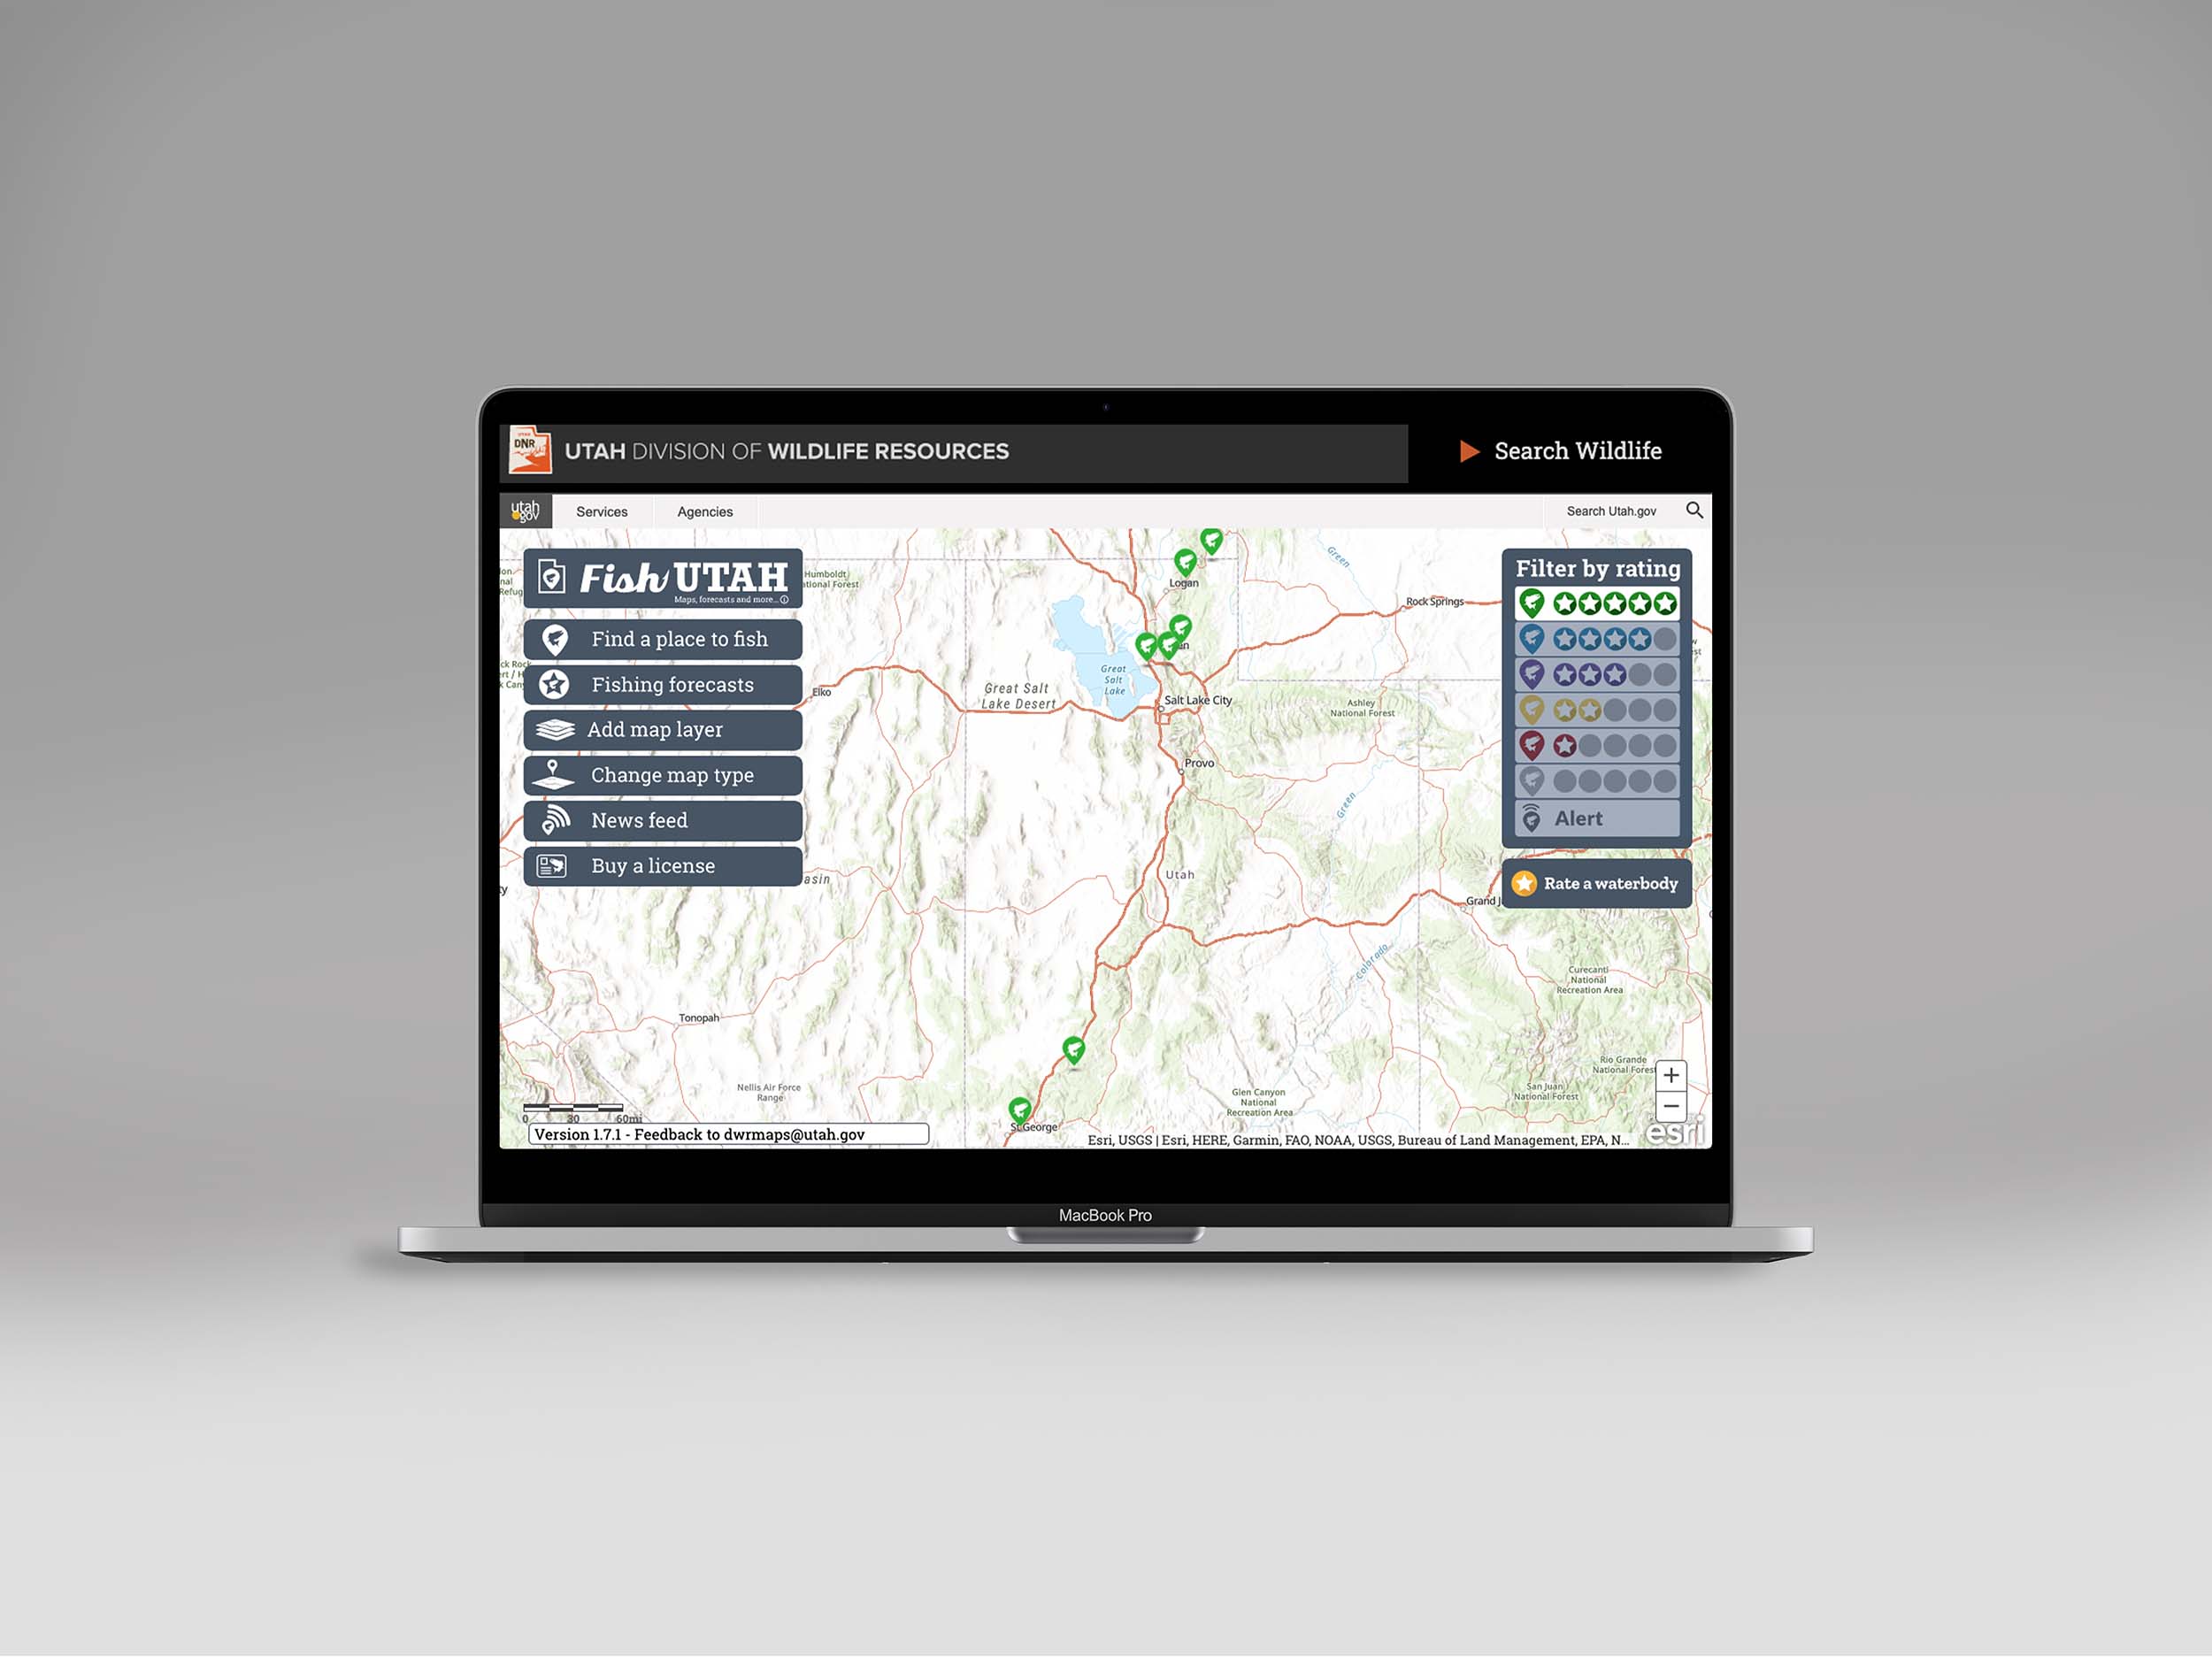 UTAH
DNR
UTAH DIVISION OF WILDLIFE RESOURCES
Search Wildlife
utah
gov
Services
Agencies
Search Utah.gov
Fish UTAH
Maps, forecasts and more...
Find a place to fish
Fishing forecasts
Add map layer
Change map type
News feed
Buy a license
Filter by rating
Alert
Rate a waterbody
Humboldt
Logan
Green
Rock Springs
Elko
Great Salt
Lake Desert
Great
Salt
Lake
Salt Lake City
Ashley
National Forest
Provo
Green
Utah
Grand J
Colorado
Curecanti
National
Recreation Area
Tonopah
Nellis Air Force
Range
Glen Canyon
National
Recreation Area
Rio Grande
National Forest
San Juan
National Forest
St George
0 30 60mi
Version 1.7.1 - Feedback to dwrmaps@utah.gov
Esri, USGS | Esri, HERE, Garmin, FAO, NOAA, USGS, Bureau of Land Management, EPA, N...
+
−
esri
MacBook Pro